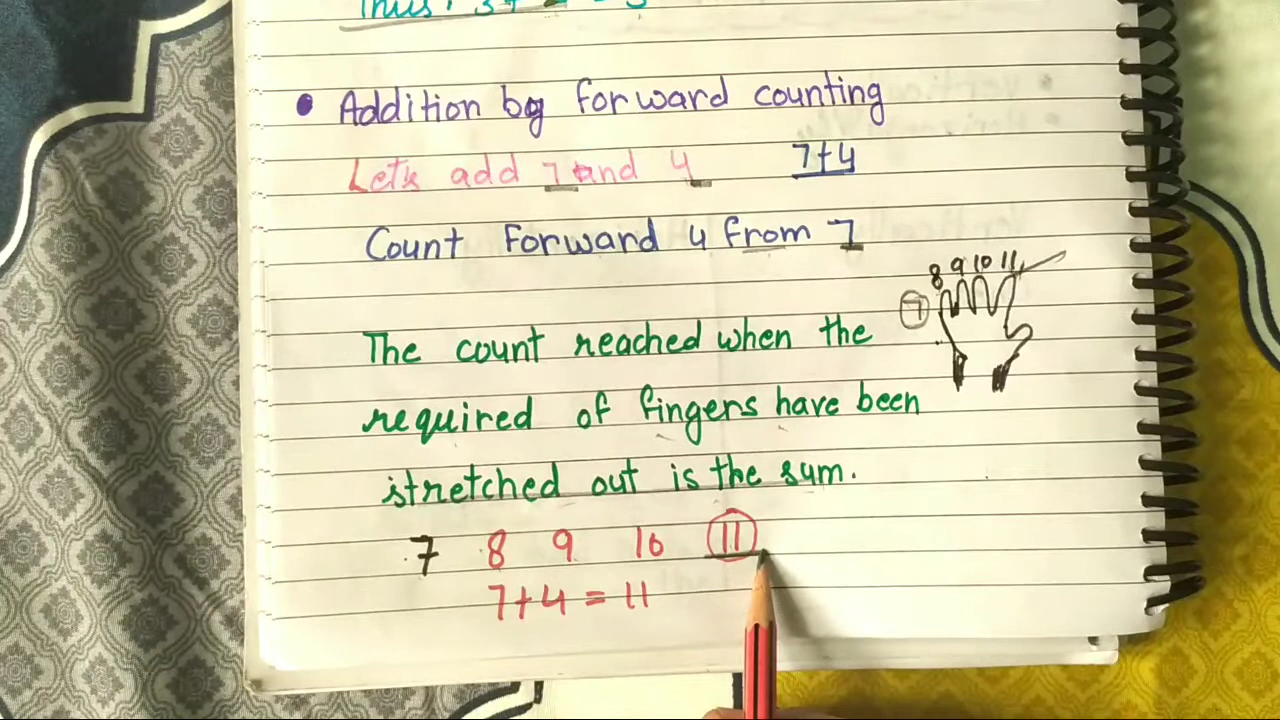 Thus,
• Addition by forward counting
Let's add 7 and 4 7+4
Count Forward 4 from 7
8 9 10 11
7
The count reached when the
required of fingers have been
stretched out is the sum.
7 8 9 10 11
7+4 = 11